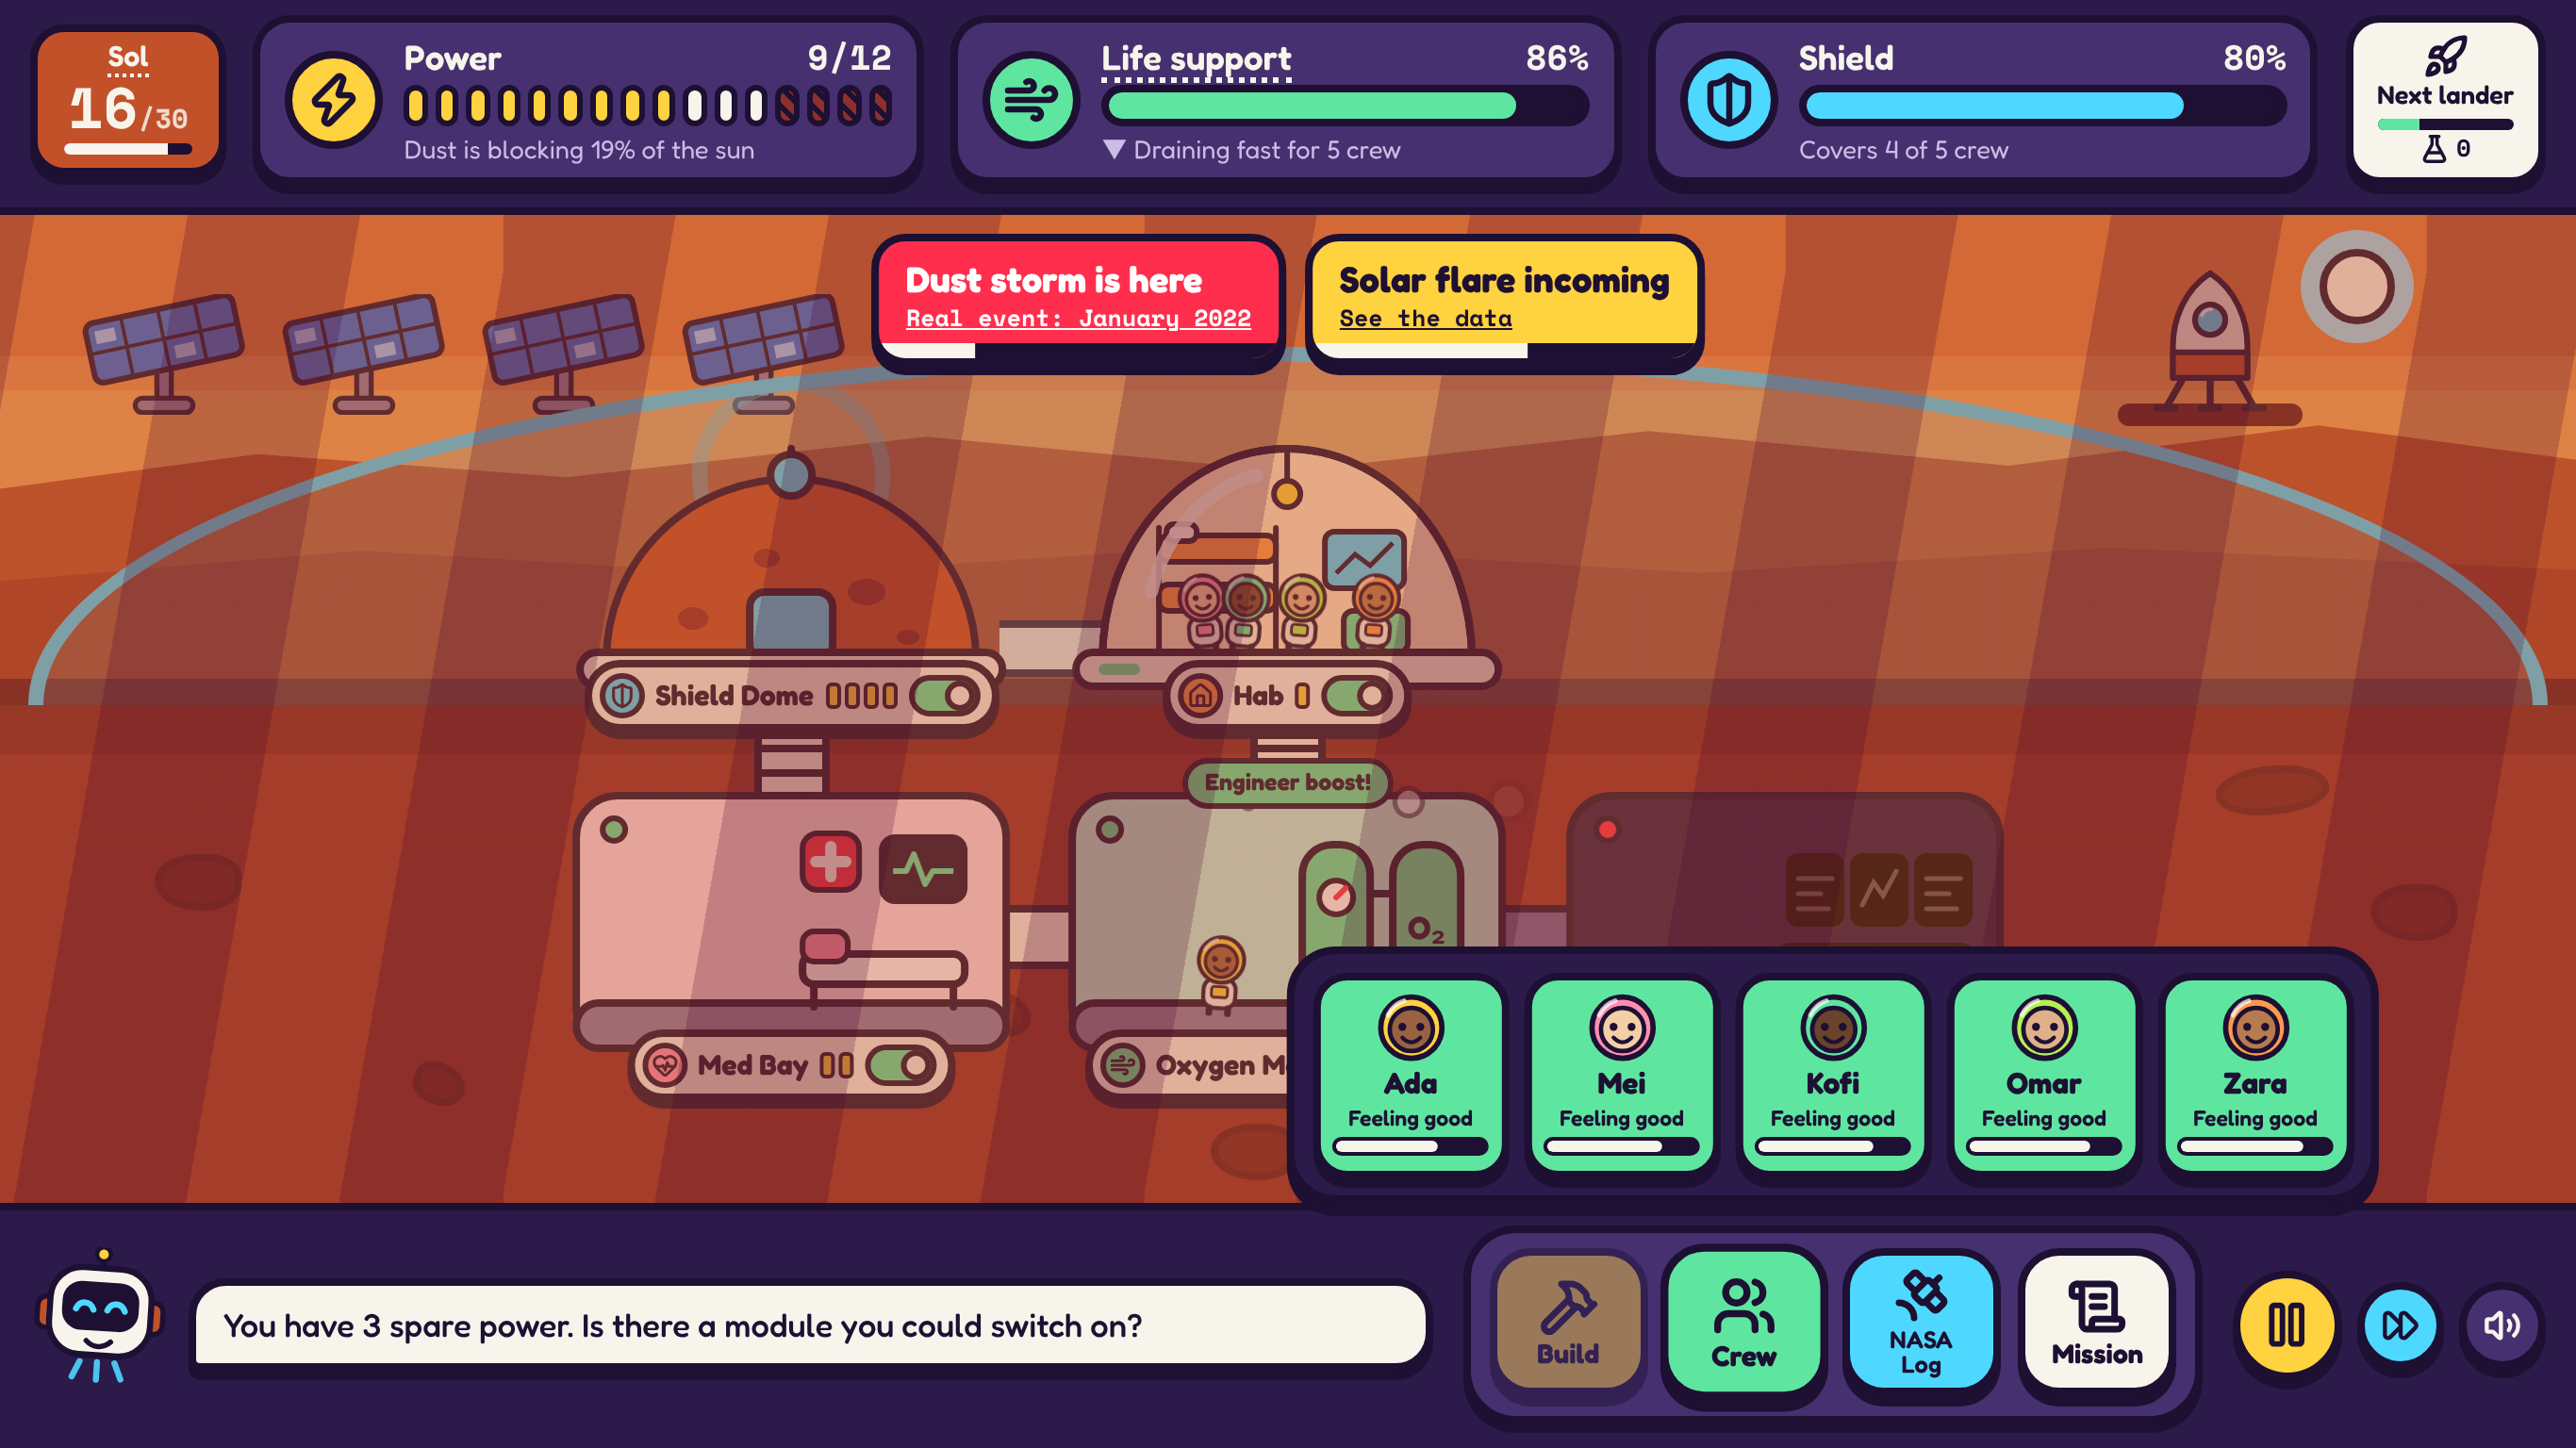 Sol
16/30
Power
9/12
Dust is blocking 19% of the sun
Life support
86%
Draining fast for 5 crew
Shield
80%
Covers 4 of 5 crew
Next lander
0
Dust storm is here
Real event: January 2022
Solar flare incoming
See the data
Shield Dome
Hab
Engineer boost!
O₂
Med Bay
Oxygen
Ada
Feeling good
Mei
Feeling good
Kofi
Feeling good
Omar
Feeling good
Zara
Feeling good
You have 3 spare power. Is there a module you could switch on?
Build
Crew
NASA
Log
Mission